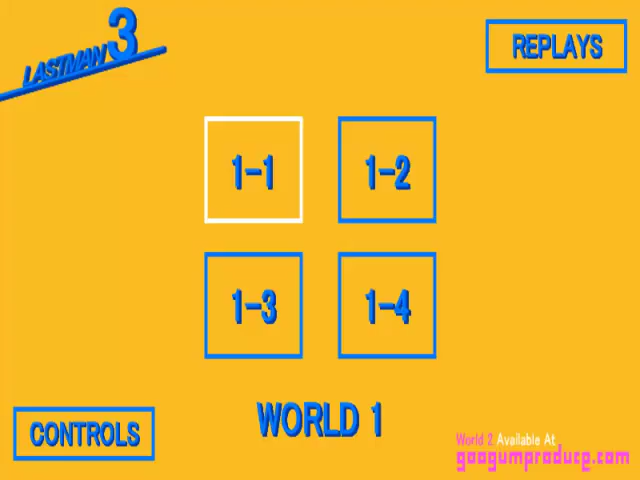 LASTMAN 3
REPLAYS
1-1
1-2
1-3
1-4
WORLD 1
CONTROLS
World 2 Available At
googumproduce.com